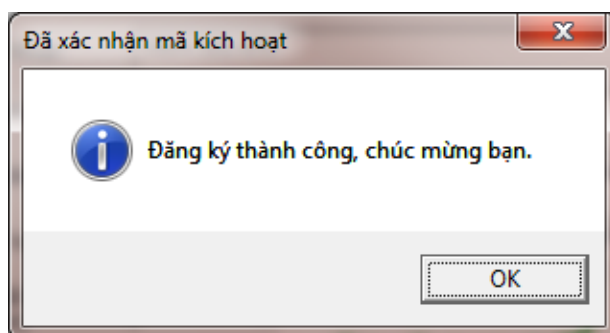 Đã xác nhận mã kích hoạt
Đăng ký thành công, chúc mừng bạn.
OK